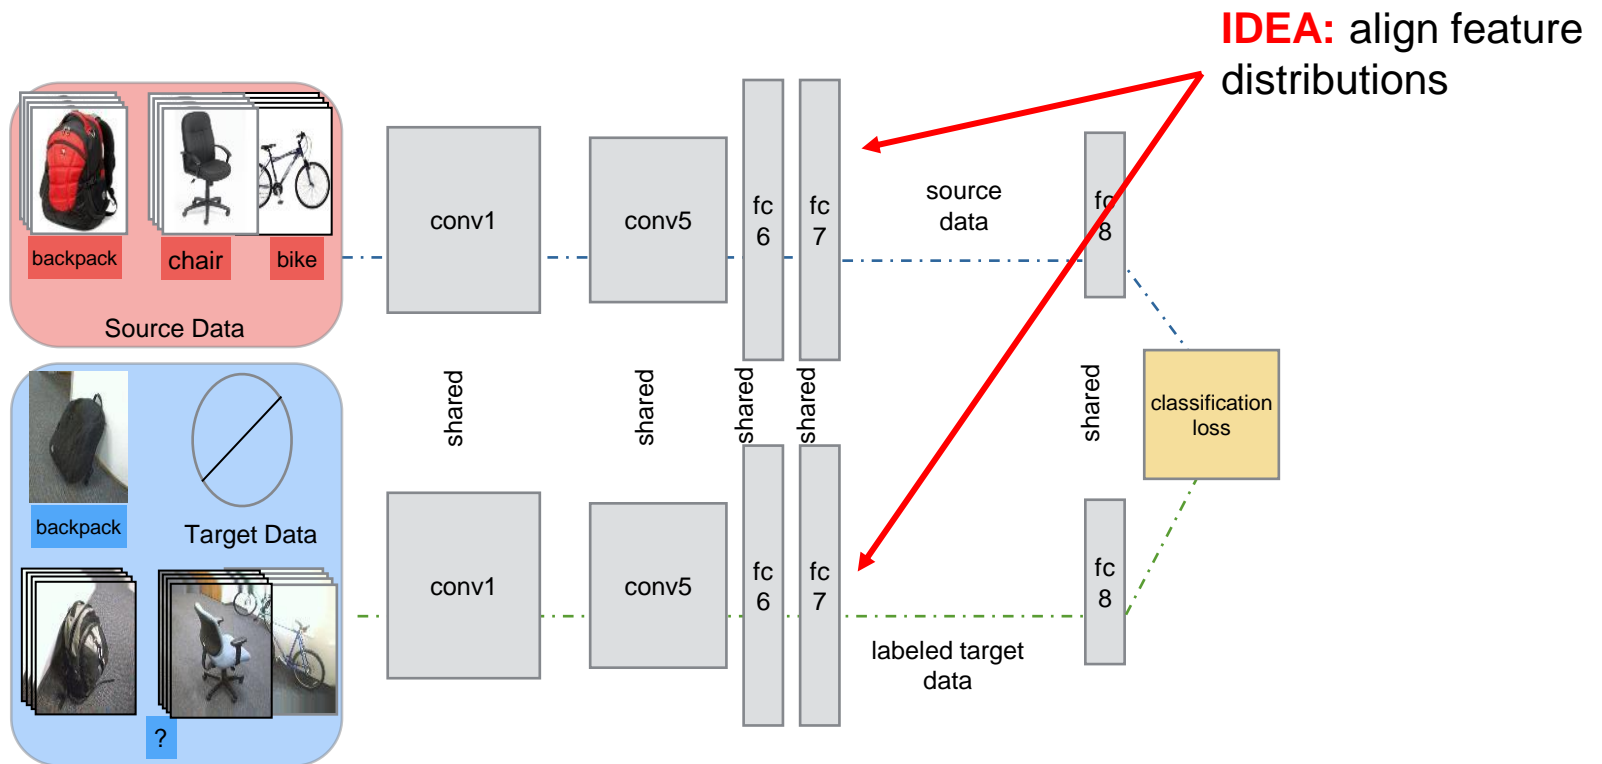 IDEA: align feature
distributions
backpack
chair
bike
Source Data
conv1
conv5
fc
6
fc
7
source
data
fc
8
shared
shared
shared
shared
shared
classification
loss
backpack
Target Data
?
conv1
conv5
fc
6
fc
7
labeled target
data
fc
8